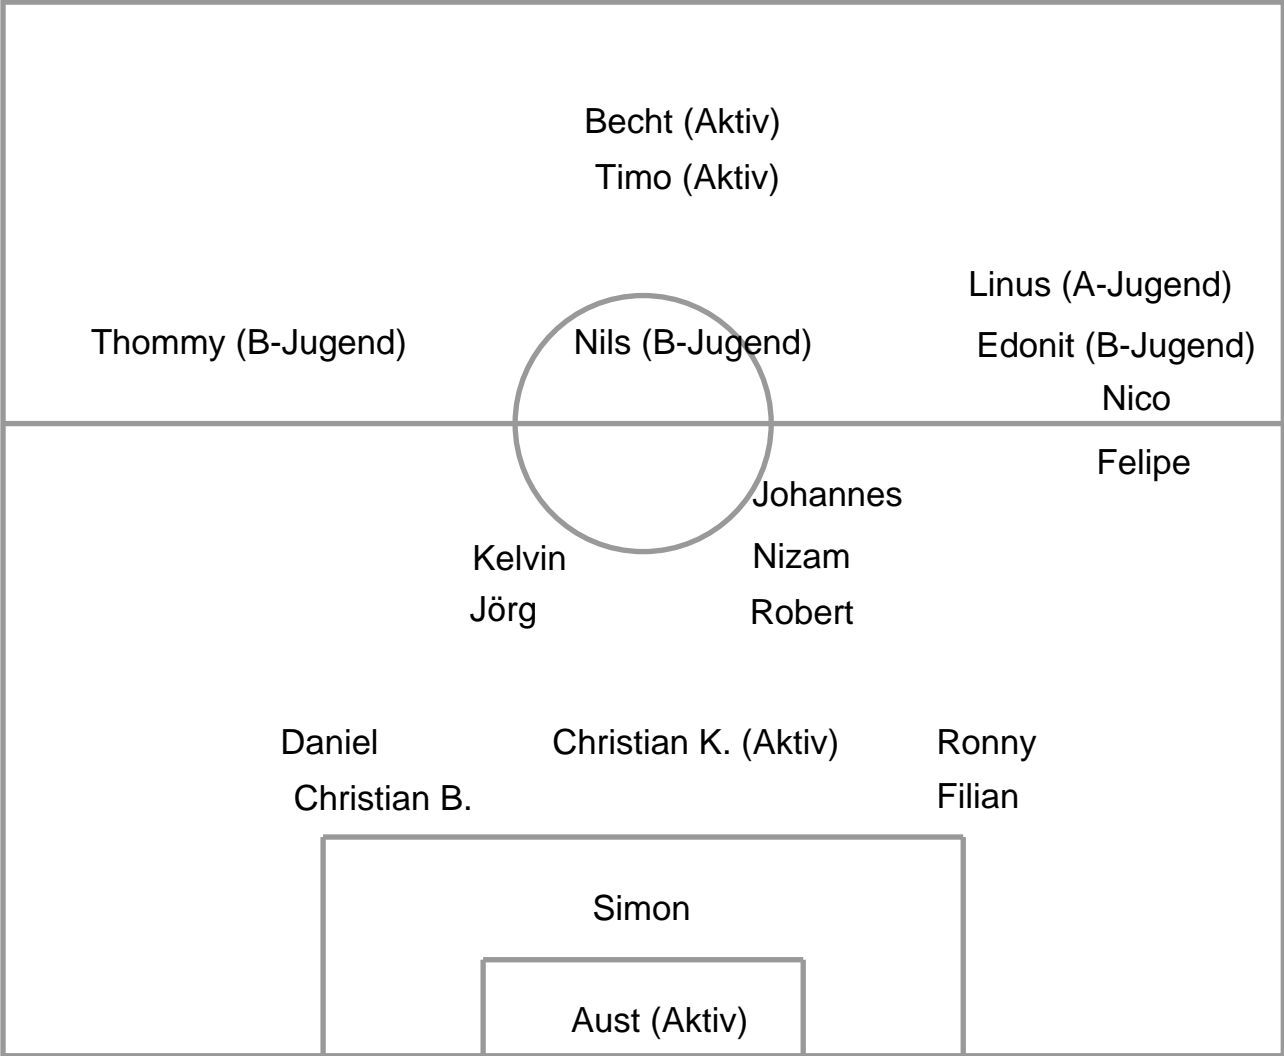 Becht (Aktiv)
Timo (Aktiv)
Linus (A-Jugend)
Thommy (B-Jugend)
Nils (B-Jugend)
Edonit (B-Jugend)
Nico
Felipe
Johannes
Kelvin
Nizam
Jörg
Robert
Daniel
Christian K. (Aktiv)
Ronny
Christian B.
Filian
Simon
Aust (Aktiv)